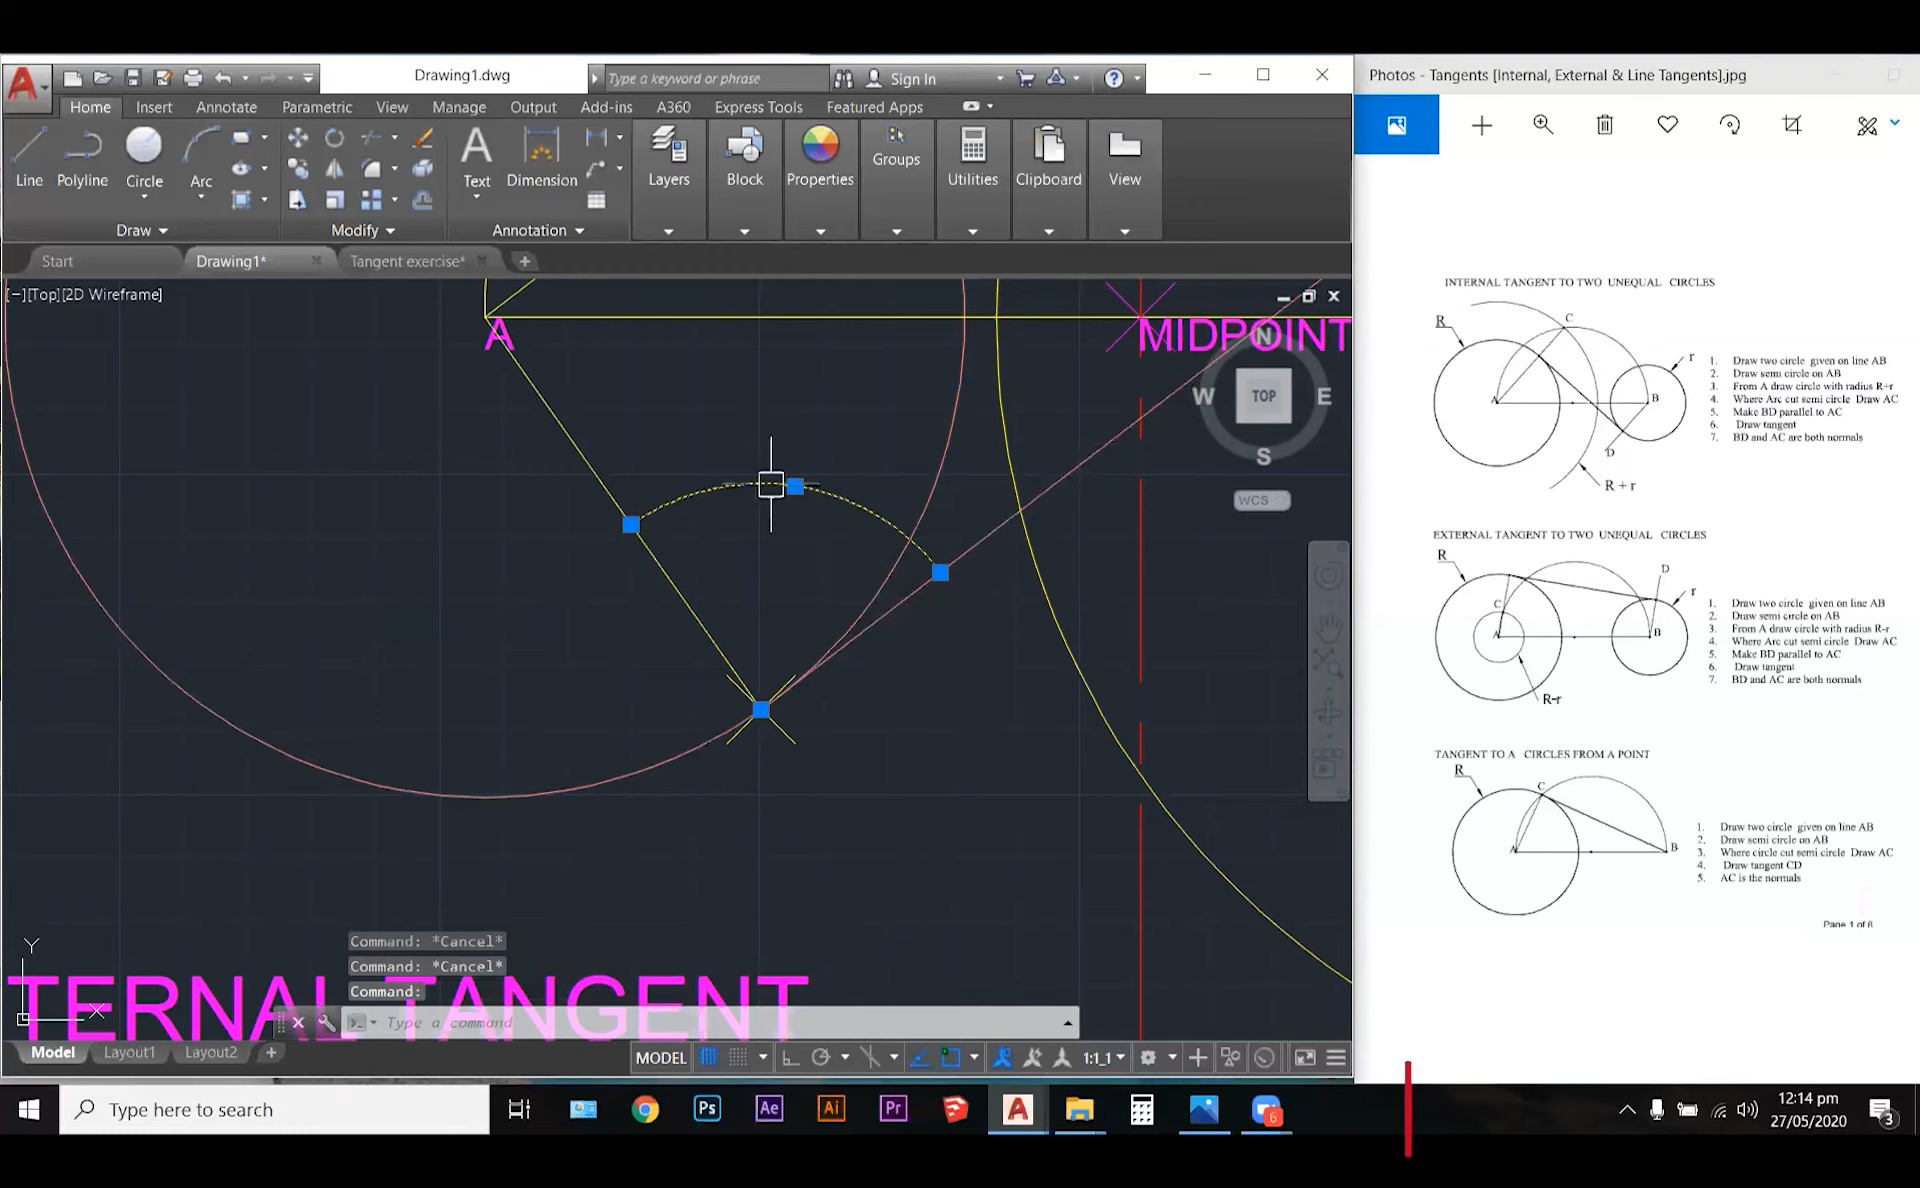 Drawing1.dwg
Type a keyword or phrase
Sign In
Photos - Tangents [Internal, External & Line Tangents].jpg
Home Insert Annotate Parametric View Manage Output Add-ins A360 Express Tools Featured Apps
Line Polyline Circle Arc
Text Dimension
Layers Block Properties Groups Utilities Clipboard View
Draw Modify Annotation
Start Drawing1* Tangent exercise*
[−][Top][2D Wireframe]
A
MIDPOINT
N
W TOP E
S
WCS
Command: *Cancel*
Command: *Cancel*
Command:
TERNAL TANGENT
Y
X
Type a command
Model Layout1 Layout2
MODEL
1:1_1
INTERNAL TANGENT TO TWO UNEQUAL CIRCLES
R
C
r
A
B
D
R + r
1. Draw two circle given on line AB
2. Draw semi circle on AB
3. From A draw circle with radius R+r
4. Where Arc cut semi circle Draw AC
5. Make BD parallel to AC
6. Draw tangent
7. BD and AC are both normals
EXTERNAL TANGENT TO TWO UNEQUAL CIRCLES
R
D
r
C
A
B
R-r
1. Draw two circle given on line AB
2. Draw semi circle on AB
3. From A draw circle with radius R-r
4. Where Arc cut semi circle Draw AC
5. Make BD parallel to AC
6. Draw tangent
7. BD and AC are both normals
TANGENT TO A CIRCLES FROM A POINT
R
C
A
B
1. Draw two circle given on line AB
2. Draw semi circle on AB
3. Where circle cut semi circle Draw AC
4. Draw tangent CD
5. AC is the normals
Page 1 of 8
Type here to search
Ps Ae Ai Pr A
6
12:14 pm
27/05/2020
3